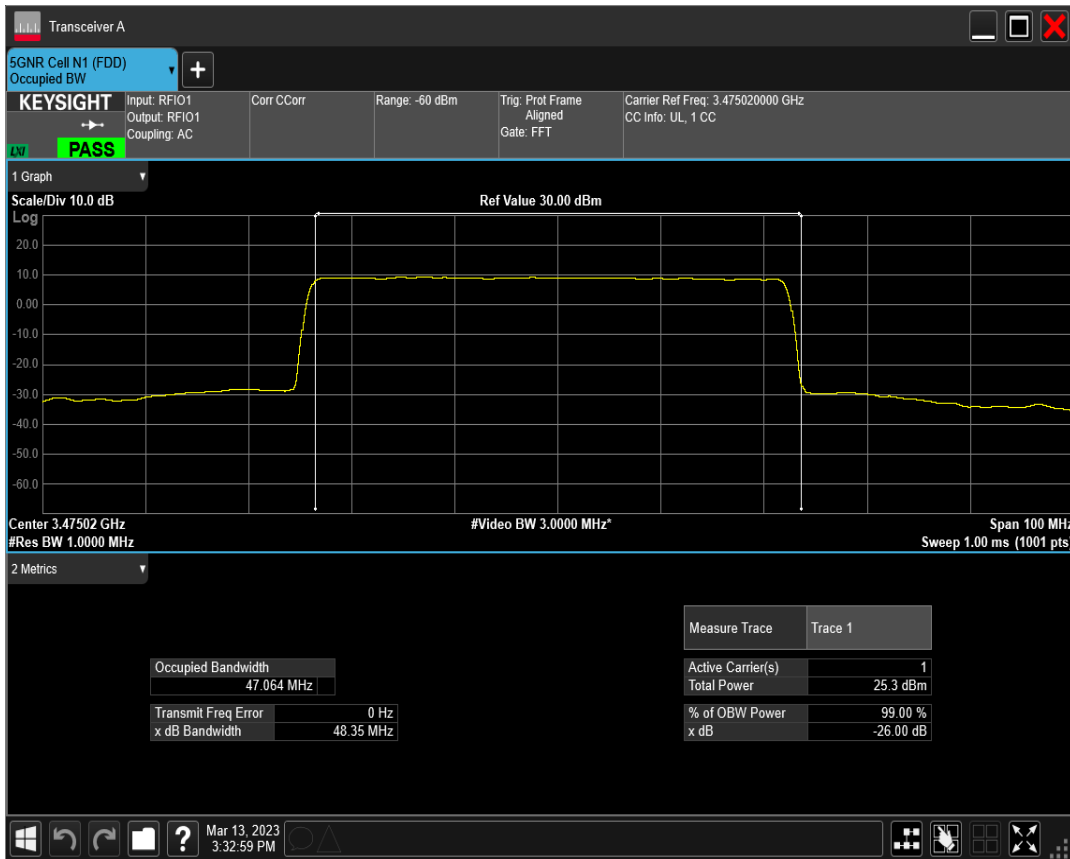 Transceiver A
5GNR Cell N1 (FDD)
Occupied BW
+
KEYSIGHT
LXI
PASS
Input: RFIO1
Output: RFIO1
Coupling: AC
Corr CCorr
Range: -60 dBm
Trig: Prot Frame
Aligned
Gate: FFT
Carrier Ref Freq: 3.475020000 GHz
CC Info: UL, 1 CC
1 Graph
Scale/Div 10.0 dB
Ref Value 30.00 dBm
Log
20.0
10.0
0.00
-10.0
-20.0
-30.0
-40.0
-50.0
-60.0
Center 3.47502 GHz
#Video BW 3.0000 MHz*
Span 100 MHz
#Res BW 1.0000 MHz
Sweep 1.00 ms (1001 pts)
2 Metrics
Measure Trace Trace 1
Occupied Bandwidth
47.064 MHz
Active Carrier(s) 1
Total Power 25.3 dBm
Transmit Freq Error 0 Hz
x dB Bandwidth 48.35 MHz
% of OBW Power 99.00 %
x dB -26.00 dB
?
Mar 13, 2023
3:32:59 PM